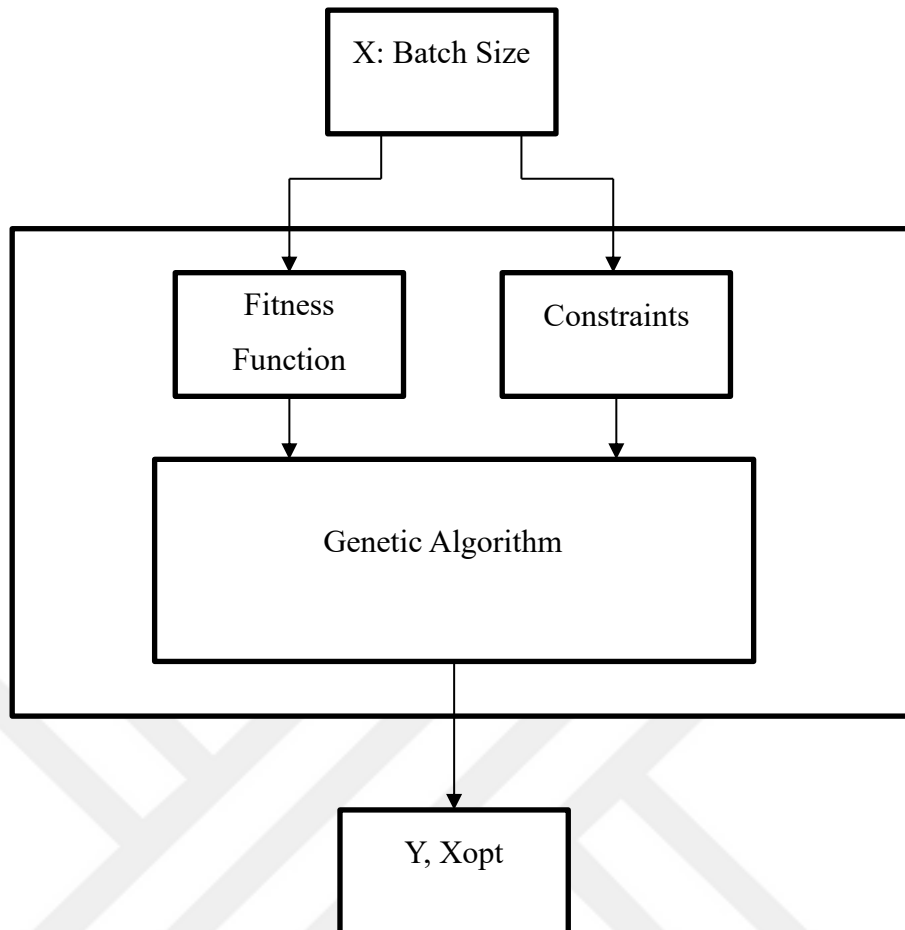 X: Batch Size
Fitness
Function
Constraints
Genetic Algorithm
Y, Xopt